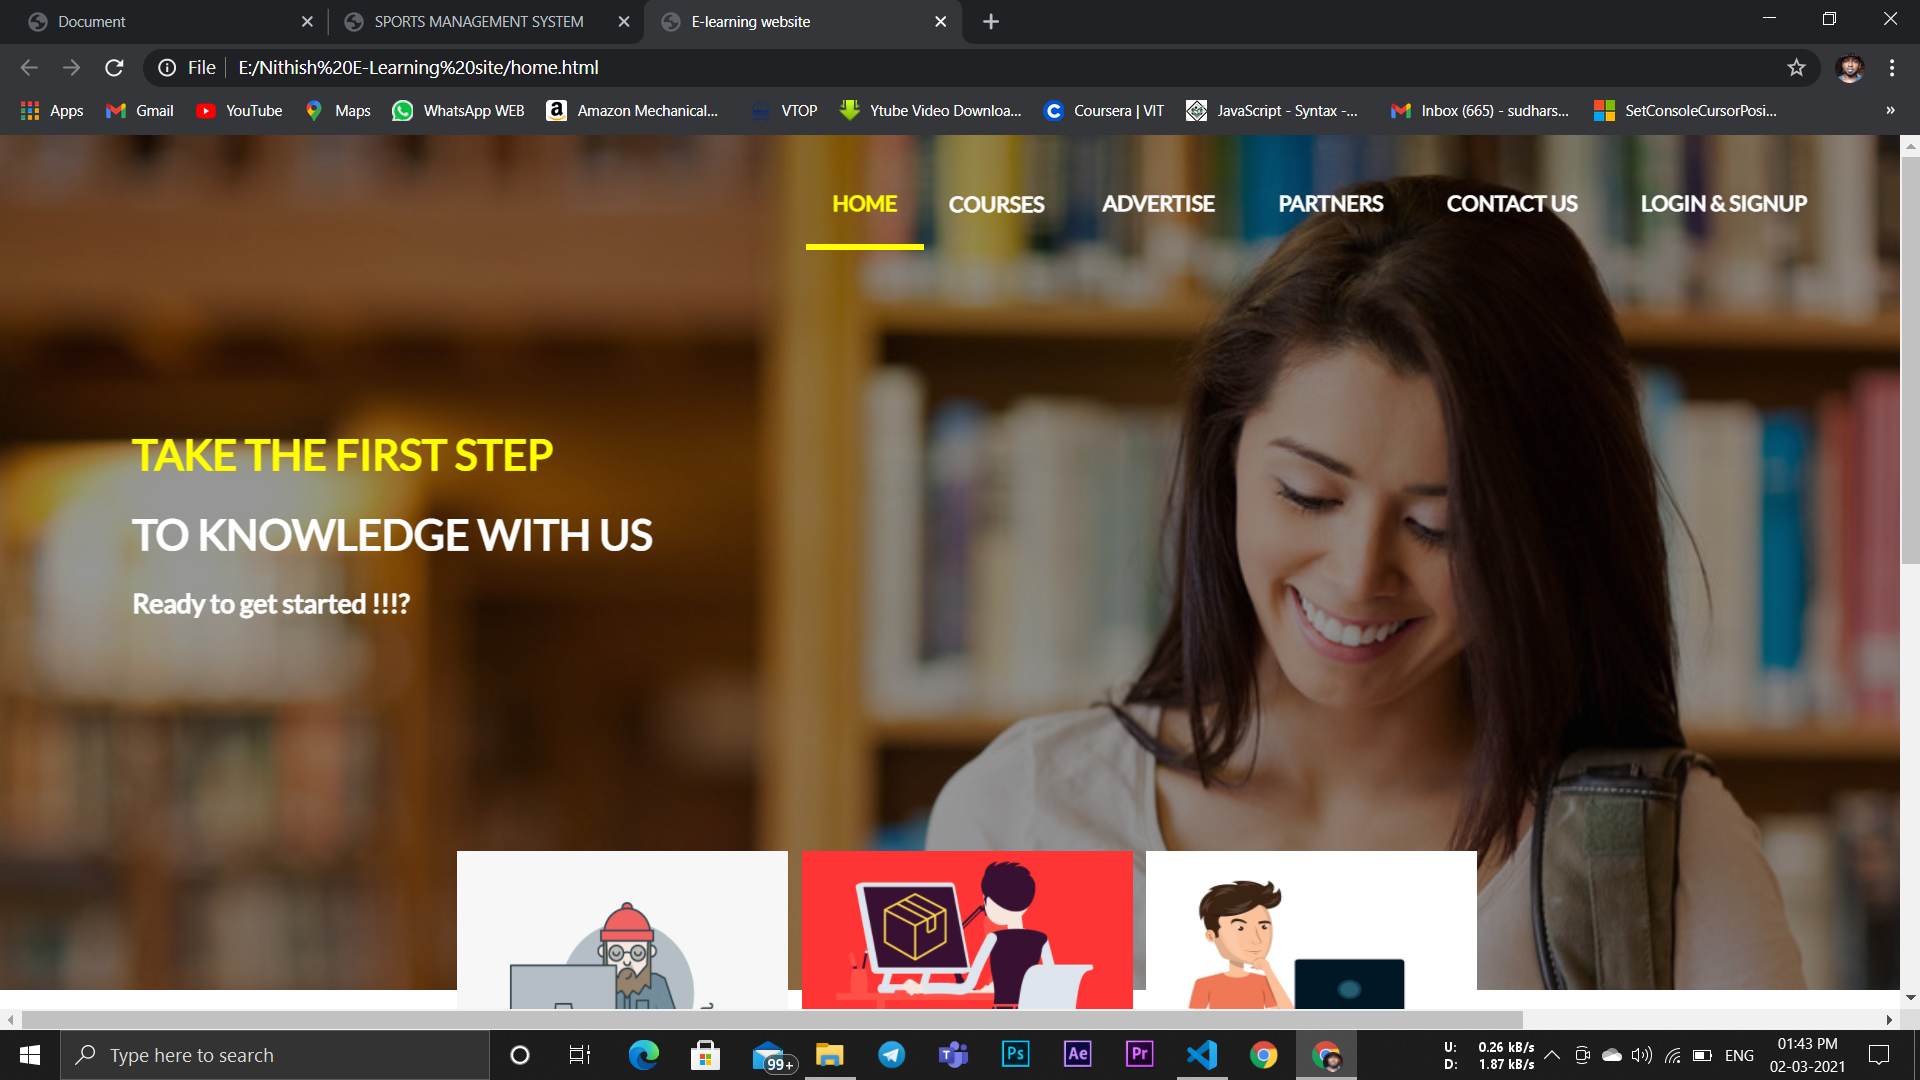 Document
SPORTS MANAGEMENT SYSTEM
E-learning website
File
E:/Nithish%20E-Learning%20site/home.html
Apps
Gmail
YouTube
Maps
WhatsApp WEB
Amazon Mechanical...
VTOP
Ytube Video Downloa...
Coursera | VIT
JavaScript - Syntax -...
Inbox (665) - sudhars...
SetConsoleCursorPosi...
»
HOME
COURSES
ADVERTISE
PARTNERS
CONTACT US
LOGIN & SIGNUP
TAKE THE FIRST STEP
TO KNOWLEDGE WITH US
Ready to get started !!!?
Type here to search
99+
Ps
Ae
Pr
U: 0.26 kB/s
D: 1.87 kB/s
ENG
01:43 PM
02-03-2021